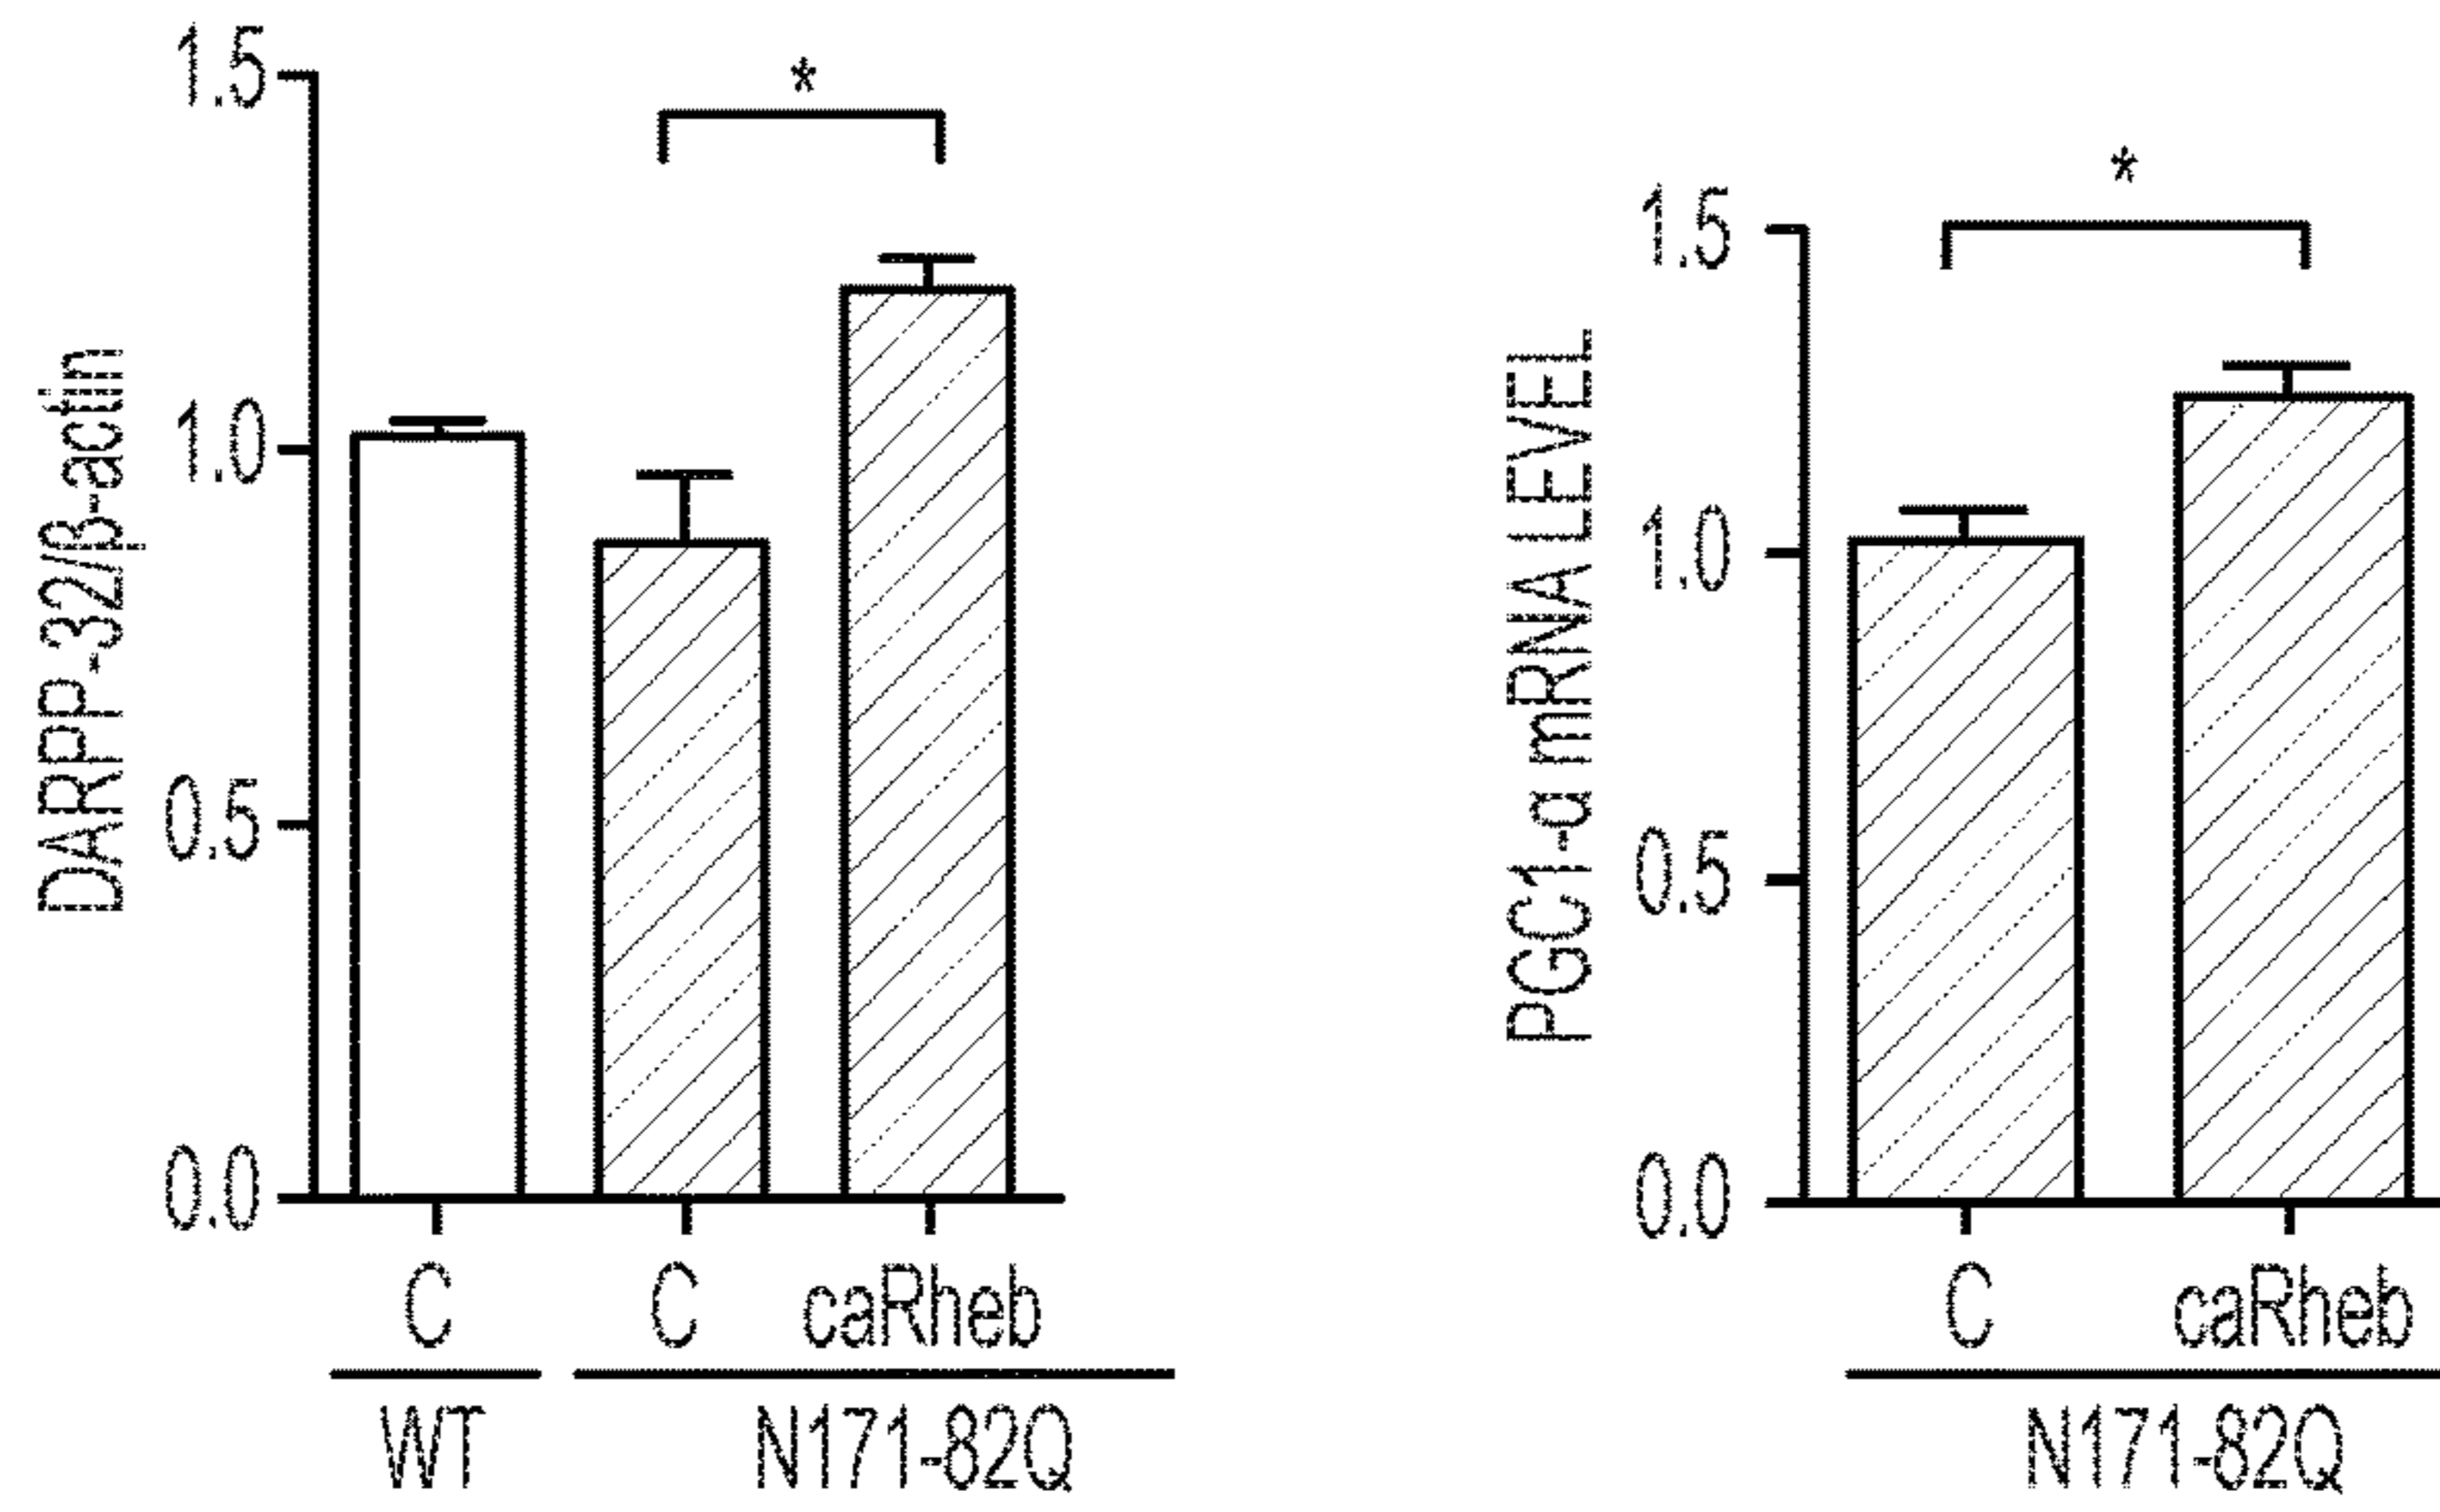 DARPP-32/β-actin
1.5
1.0
0.5
0.0
*
C
C
caRheb
WT
N171-82Q
PGC1-α mRNA LEVEL
1.5
1.0
0.5
0.0
*
C
caRheb
N171-82Q